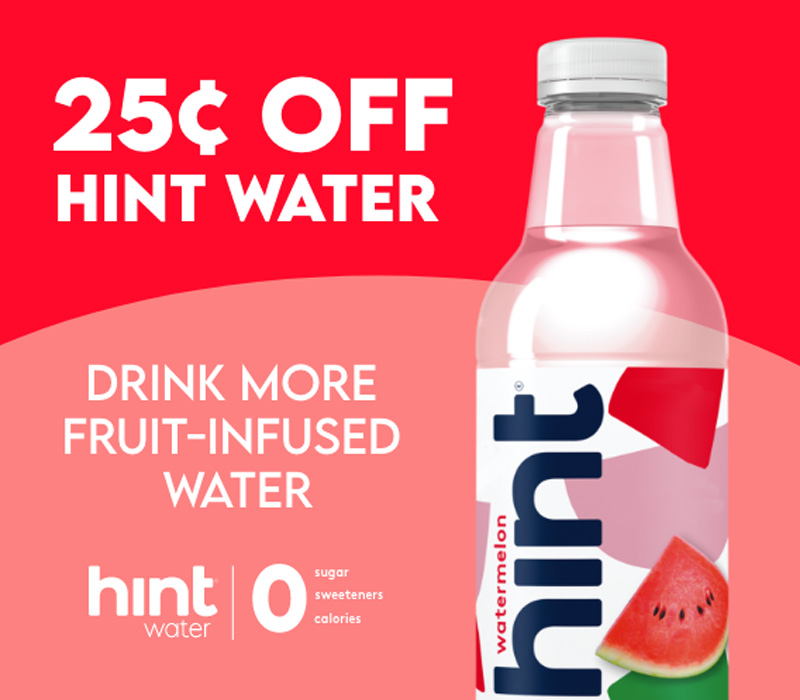 25¢ OFF
HINT WATER
DRINK MORE
FRUIT-INFUSED
WATER
hint
water
0
sugar
sweeteners
calories
hint®
watermelon